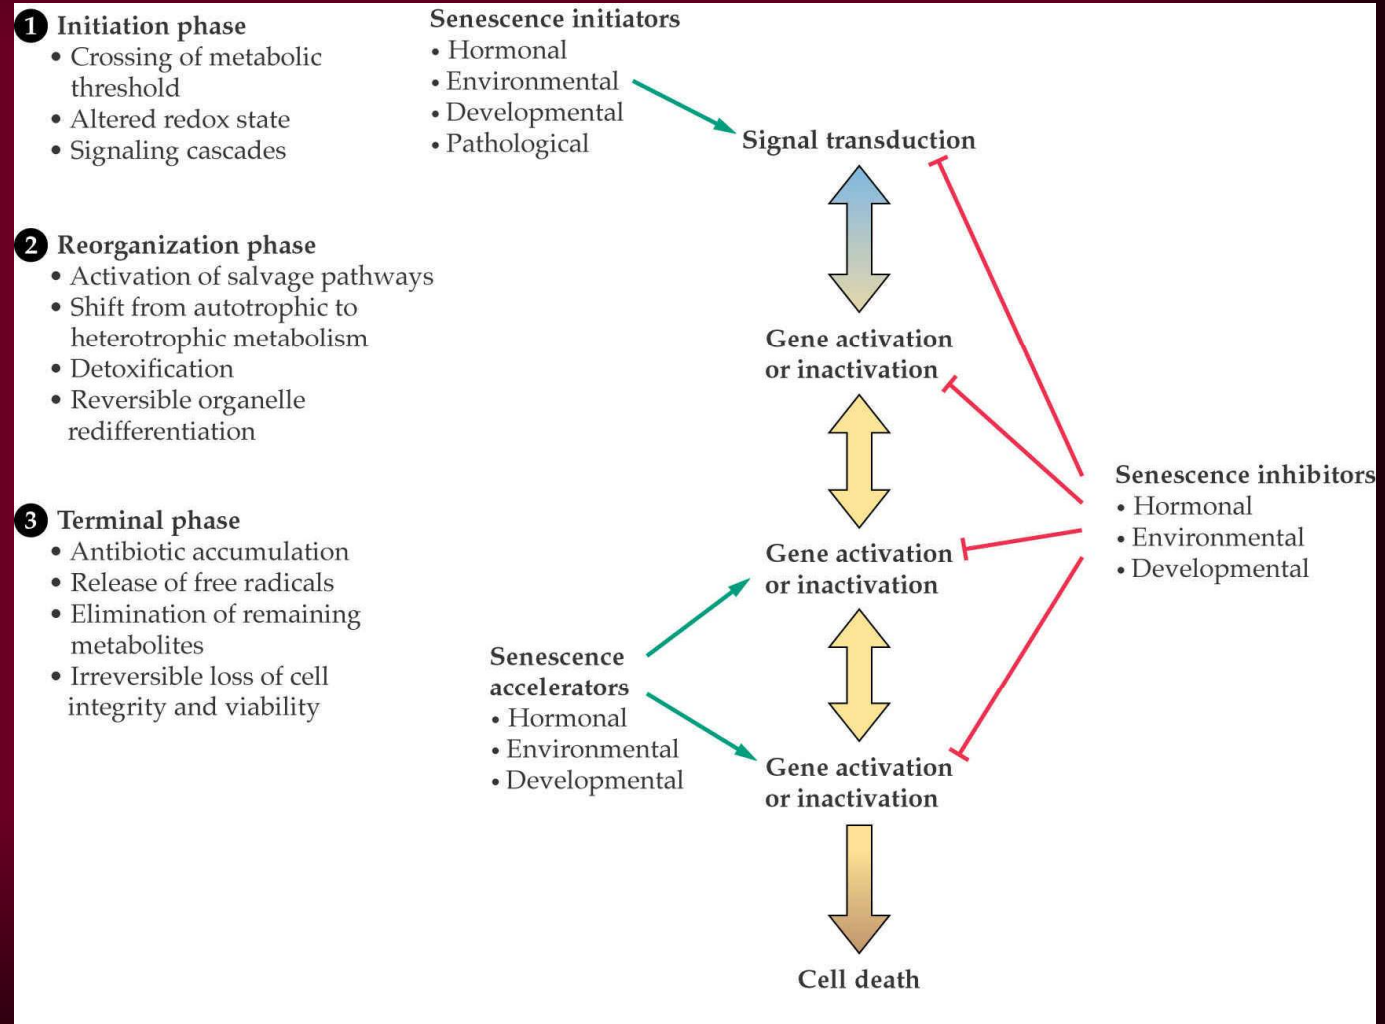 1 Initiation phase
• Crossing of metabolic
threshold
• Altered redox state
• Signaling cascades
2 Reorganization phase
• Activation of salvage pathways
• Shift from autotrophic to
heterotrophic metabolism
• Detoxification
• Reversible organelle
redifferentiation
3 Terminal phase
• Antibiotic accumulation
• Release of free radicals
• Elimination of remaining
metabolites
• Irreversible loss of cell
integrity and viability
Senescence initiators
• Hormonal
• Environmental
• Developmental
• Pathological
Signal transduction
Gene activation
or inactivation
Gene activation
or inactivation
Senescence
accelerators
• Hormonal
• Environmental
• Developmental
Gene activation
or inactivation
Cell death
Senescence inhibitors
• Hormonal
• Environmental
• Developmental